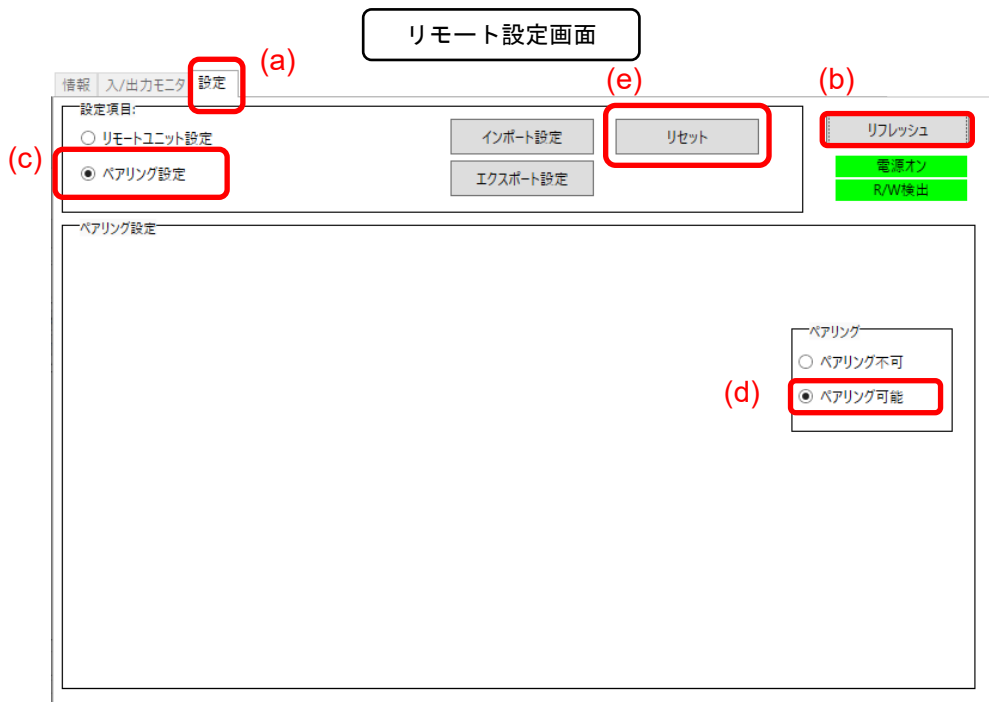 リモート設定画面
(a)
(e)
(b)
情報 入/出力モニタ 設定
設定項目:
リモートユニット設定
インポート設定
リセット
リフレッシュ
(c)
ペアリング設定
エクスポート設定
電源オン
R/W検出
ペアリング設定
ペアリング
ペアリング不可
(d)
ペアリング可能